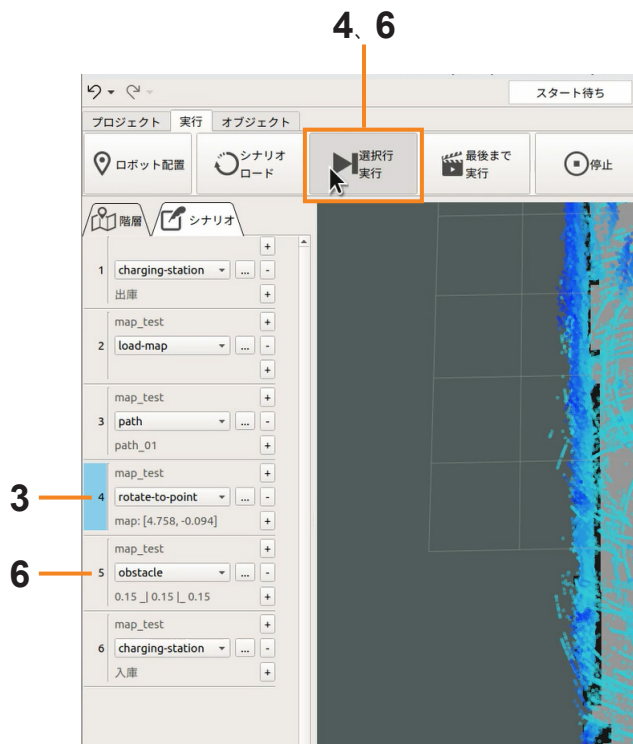 4、6
スタート待ち
プロジェクト 実行 オブジェクト
ロボット配置
シナリオ
ロード
選択行
実行
最後まで
実行
停止
階層 シナリオ
+
1 charging-station ... -
出庫 +
map_test +
2 load-map ... -
+
map_test +
3 path ... -
path_01 +
map_test +
3
4 rotate-to-point ... -
map: [4.758, -0.094] +
map_test +
6
5 obstacle ... -
0.15 _| 0.15 |_ 0.15 +
map_test +
6 charging-station ... -
入庫 +